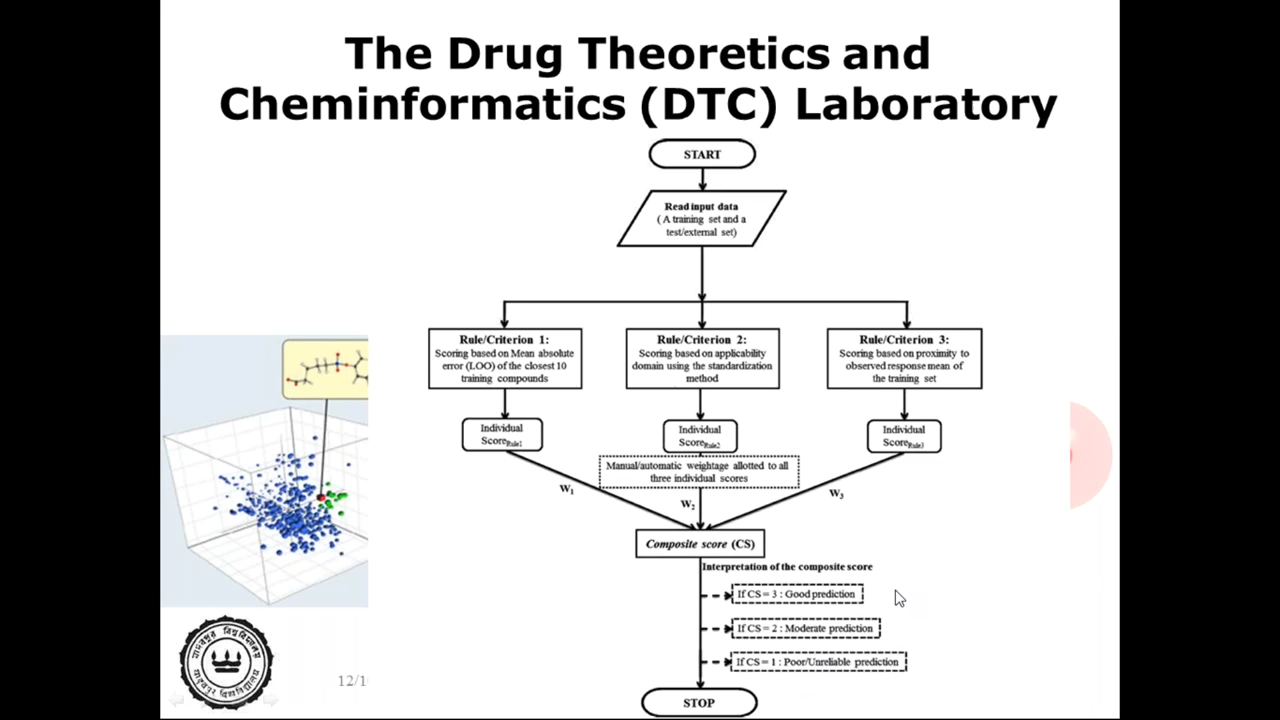 The Drug Theoretics and
Cheminformatics (DTC) Laboratory
START
Read input data
( A training set and a
test/external set)
Rule/Criterion 1:
Scoring based on Mean absolute
error (LOO) of the closest 10
training compounds
Rule/Criterion 2:
Scoring based on applicability
domain using the standardization
method
Rule/Criterion 3:
Scoring based on proximity to
observed response mean of
the training set
Individual
ScoreRule1
Individual
ScoreRule2
Individual
ScoreRule3
Manual/automatic weightage allotted to all
three individual scores
W1
W2
W3
Composite score (CS)
Interpretation of the composite score
If CS = 3 : Good prediction
If CS = 2 : Moderate prediction
If CS = 1 : Poor/Unreliable prediction
STOP
যাদবপুর বিশ্ববিদ্যালয়
12/1